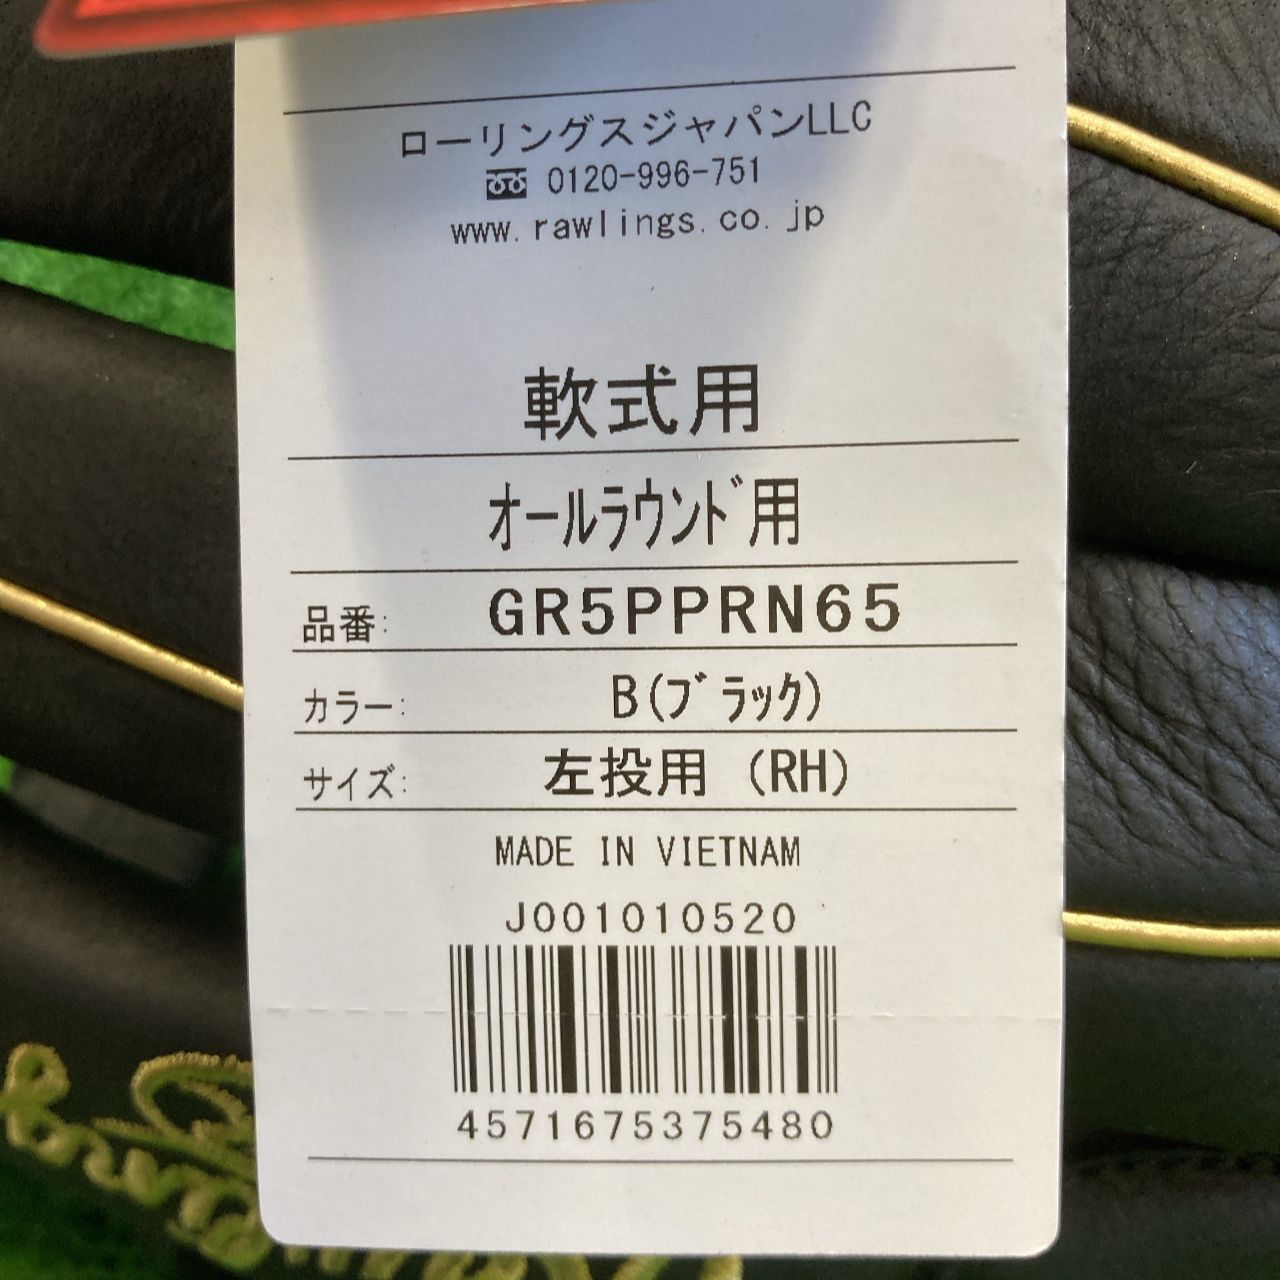 ローリングスジャパンLLC
0120-996-751
www.rawlings.co.jp
軟式用
オールラウンド用
品番: GR5PPRN65
カラー: B(ブラック)
サイズ: 左投用 (RH)
MADE IN VIETNAM
J001010520
4571675375480